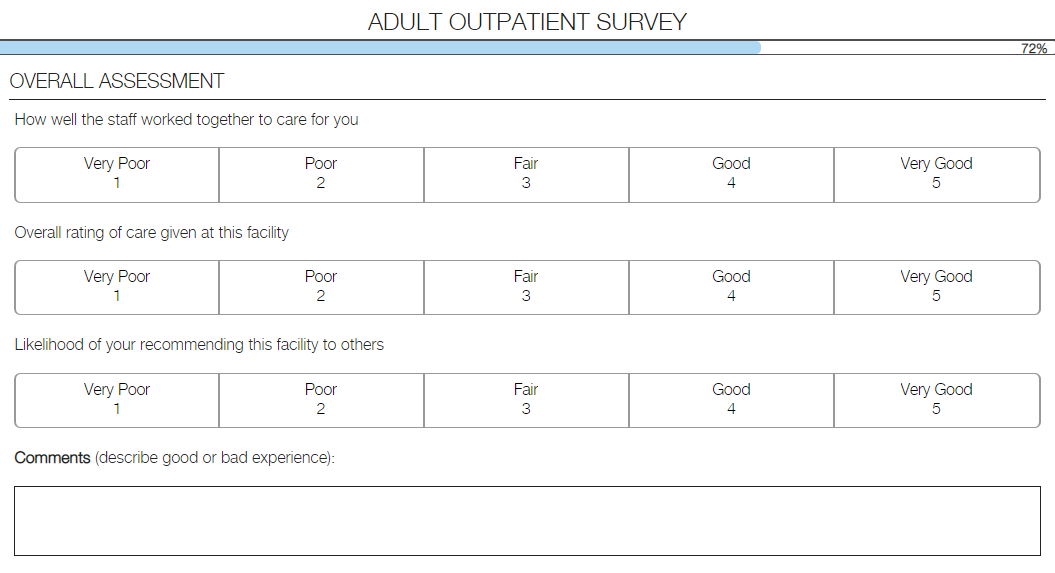 ADULT OUTPATIENT SURVEY
72%
OVERALL ASSESSMENT
How well the staff worked together to care for you
Very Poor Poor Fair Good Very Good
1 2 3 4 5
Overall rating of care given at this facility
Very Poor Poor Fair Good Very Good
1 2 3 4 5
Likelihood of your recommending this facility to others
Very Poor Poor Fair Good Very Good
1 2 3 4 5
Comments (describe good or bad experience):